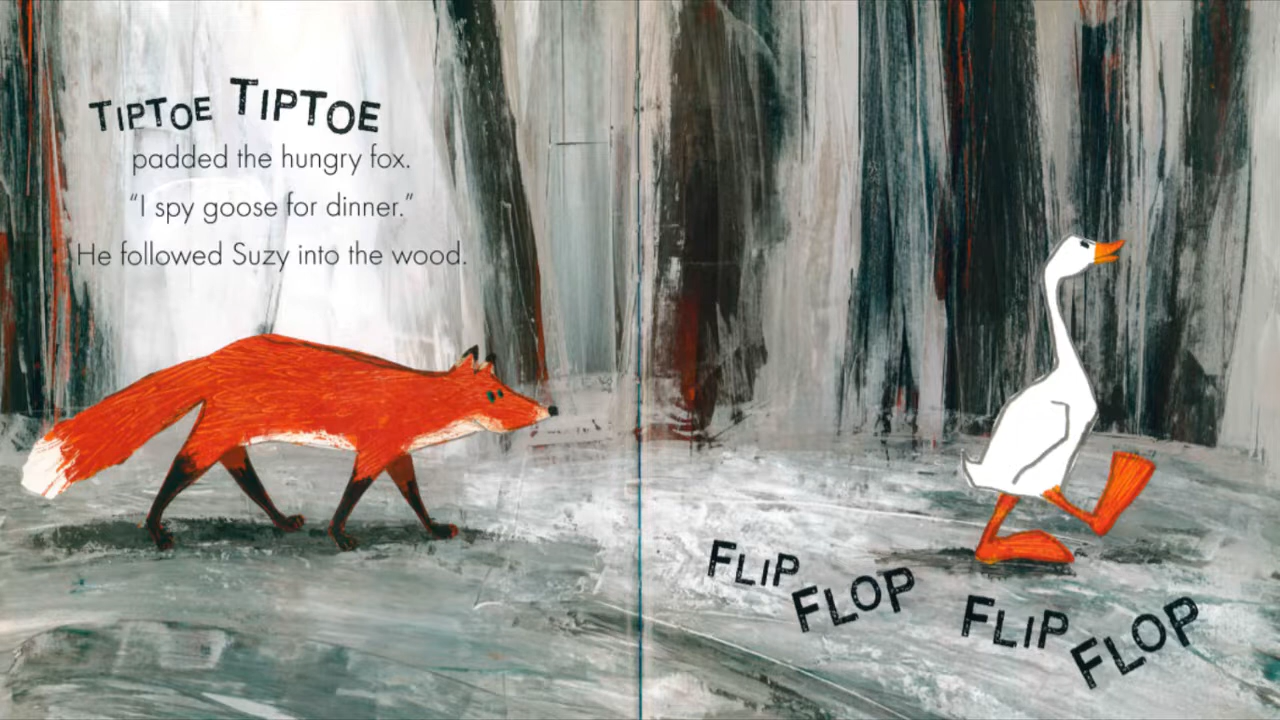 TIPTOE TIPTOE
padded the hungry fox.
“I spy goose for dinner.”
He followed Suzy into the wood.
FLIP FLOP FLIP FLOP